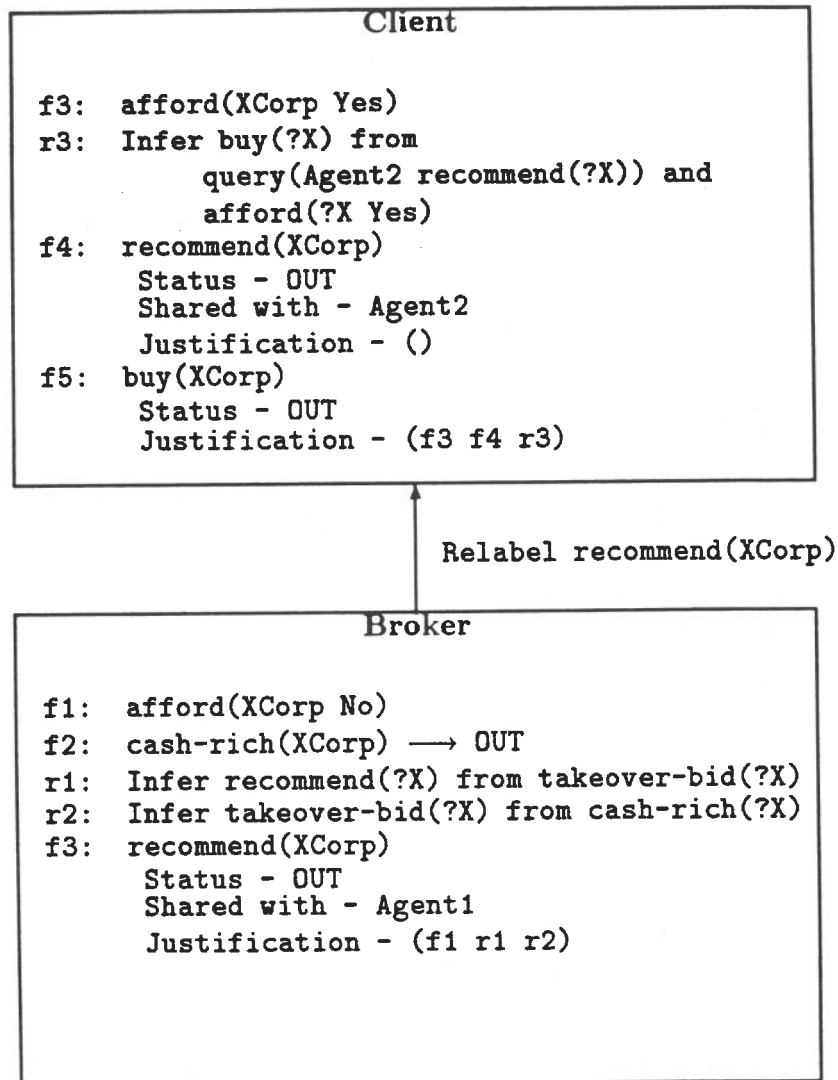 Client
f3: afford(XCorp Yes)
r3: Infer buy(?X) from
query(Agent2 recommend(?X)) and
afford(?X Yes)
f4: recommend(XCorp)
Status - OUT
Shared with - Agent2
Justification - ()
f5: buy(XCorp)
Status - OUT
Justification - (f3 f4 r3)
Relabel recommend(XCorp)
Broker
f1: afford(XCorp No)
f2: cash-rich(XCorp) ⟶ OUT
r1: Infer recommend(?X) from takeover-bid(?X)
r2: Infer takeover-bid(?X) from cash-rich(?X)
f3: recommend(XCorp)
Status - OUT
Shared with - Agent1
Justification - (f1 r1 r2)